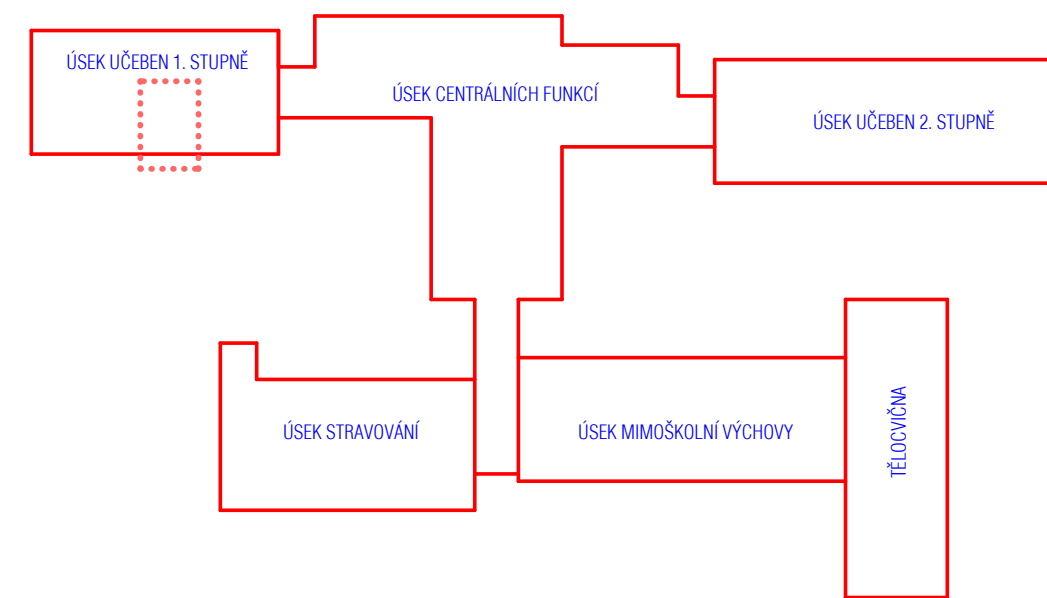 ÚSEK UČEBEN 1. STUPNĚ
ÚSEK CENTRÁLNÍCH FUNKCÍ
ÚSEK UČEBEN 2. STUPNĚ
ÚSEK STRAVOVÁNÍ
ÚSEK MIMOŠKOLNÍ VÝCHOVY
TĚLOCVIČNA